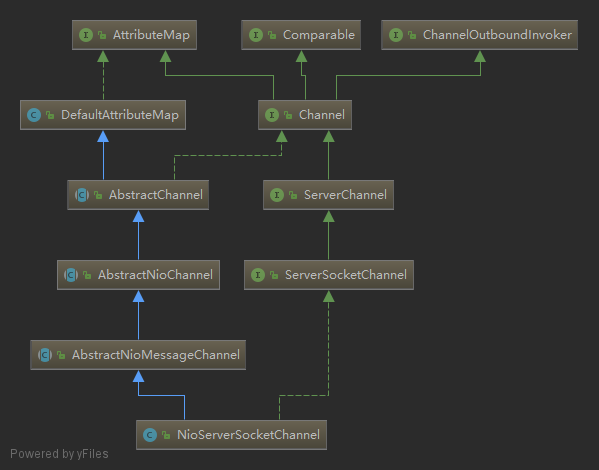 AttributeMap
Comparable
ChannelOutboundInvoker
DefaultAttributeMap
Channel
AbstractChannel
ServerChannel
AbstractNioChannel
ServerSocketChannel
AbstractNioMessageChannel
NioServerSocketChannel
Powered by yFiles